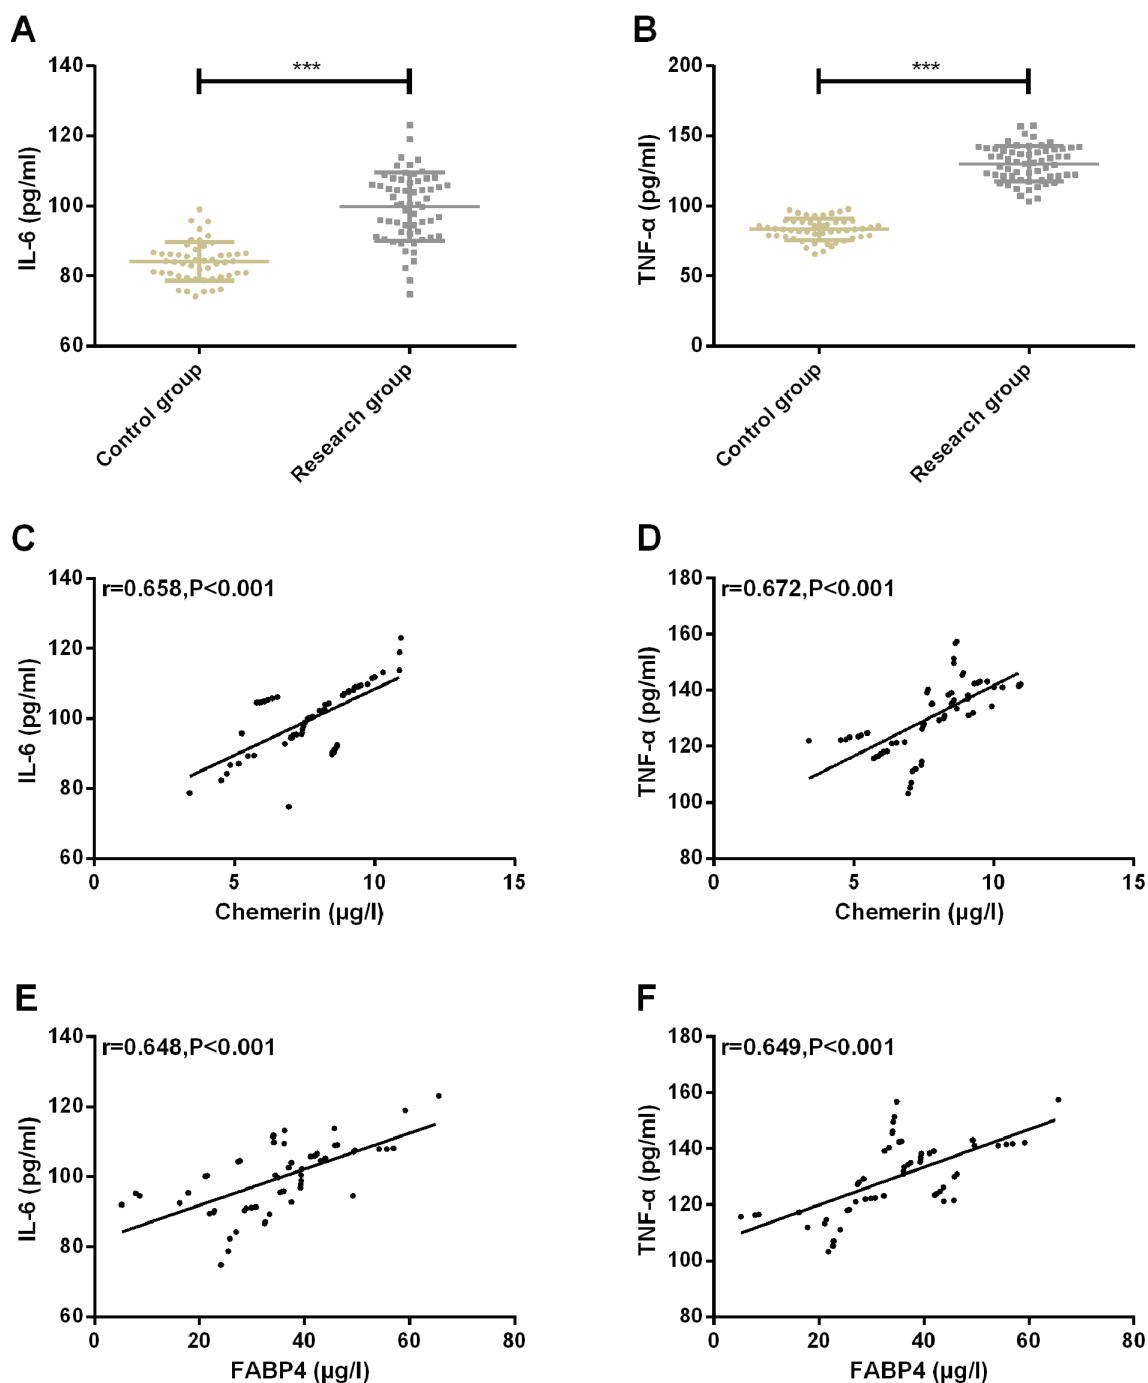 A
IL-6 (pg/ml)
140
120
100
80
60
***
Control group
Research group
B
TNF-α (pg/ml)
200
150
100
50
0
***
Control group
Research group
C
r=0.658,P<0.001
IL-6 (pg/ml)
140
120
100
80
60
0 5 10 15
Chemerin (µg/l)
D
r=0.672,P<0.001
TNF-α (pg/ml)
180
160
140
120
100
80
0 5 10 15
Chemerin (µg/l)
E
r=0.648,P<0.001
IL-6 (pg/ml)
140
120
100
80
60
0 20 40 60 80
FABP4 (µg/l)
F
r=0.649,P<0.001
TNF-α (pg/ml)
180
160
140
120
100
80
0 20 40 60 80
FABP4 (µg/l)